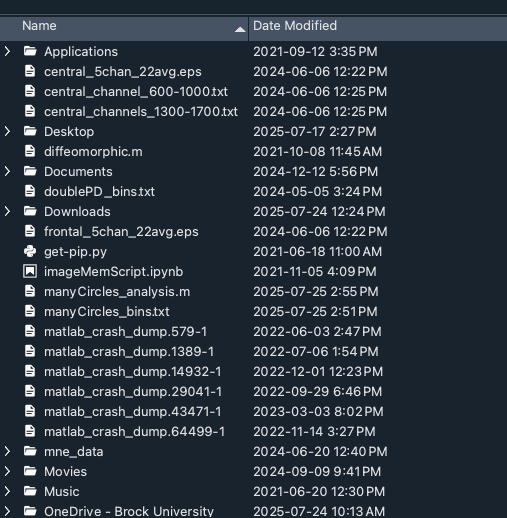 Name Date Modified
Applications 2021-09-12 3:35 PM
central_5chan_22avg.eps 2024-06-06 12:22 PM
central_channel_600-1000.txt 2024-06-06 12:25 PM
central_channels_1300-1700.txt 2024-06-06 12:25 PM
Desktop 2025-07-17 2:27 PM
diffeomorphic.m 2021-10-08 11:45 AM
Documents 2024-12-12 5:56 PM
doublePD_bins.txt 2024-05-05 3:24 PM
Downloads 2025-07-24 12:24 PM
frontal_5chan_22avg.eps 2024-06-06 12:22 PM
get-pip.py 2021-06-18 11:00 AM
imageMemScript.ipynb 2021-11-05 4:09 PM
manyCircles_analysis.m 2025-07-25 2:55 PM
manyCircles_bins.txt 2025-07-25 2:51 PM
matlab_crash_dump.579-1 2022-06-03 2:47 PM
matlab_crash_dump.1389-1 2022-07-06 1:54 PM
matlab_crash_dump.14932-1 2022-12-01 12:23 PM
matlab_crash_dump.29041-1 2022-09-29 6:46 PM
matlab_crash_dump.43471-1 2023-03-03 8:02 PM
matlab_crash_dump.64499-1 2022-11-14 3:27 PM
mne_data 2024-06-20 12:40 PM
Movies 2024-09-09 9:41 PM
Music 2021-06-20 12:30 PM
OneDrive - Brock University 2025-07-24 10:13 AM